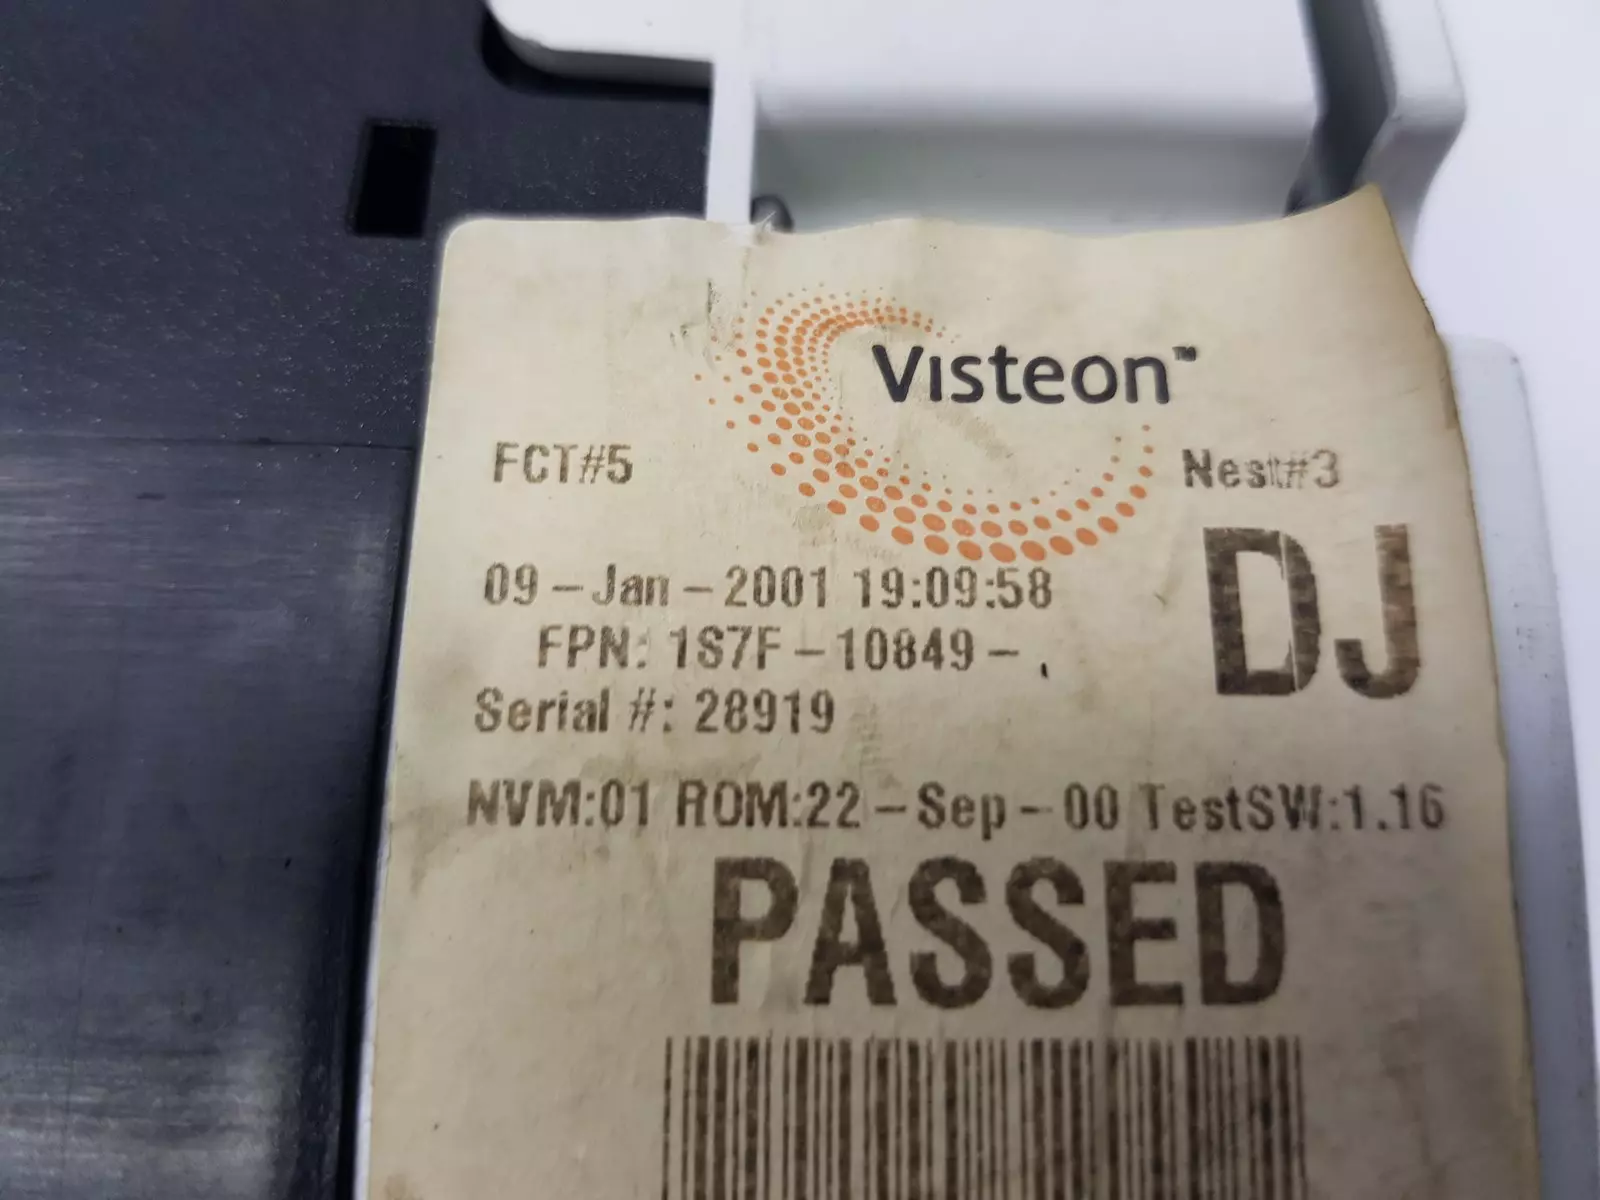 Visteon™
FCT#5
Nest#3
DJ
09-Jan-2001 19:09:58
FPN: 1S7F-10849-
Serial #: 28919
NVM:01 ROM:22-Sep-00 TestSW:1.16
PASSED